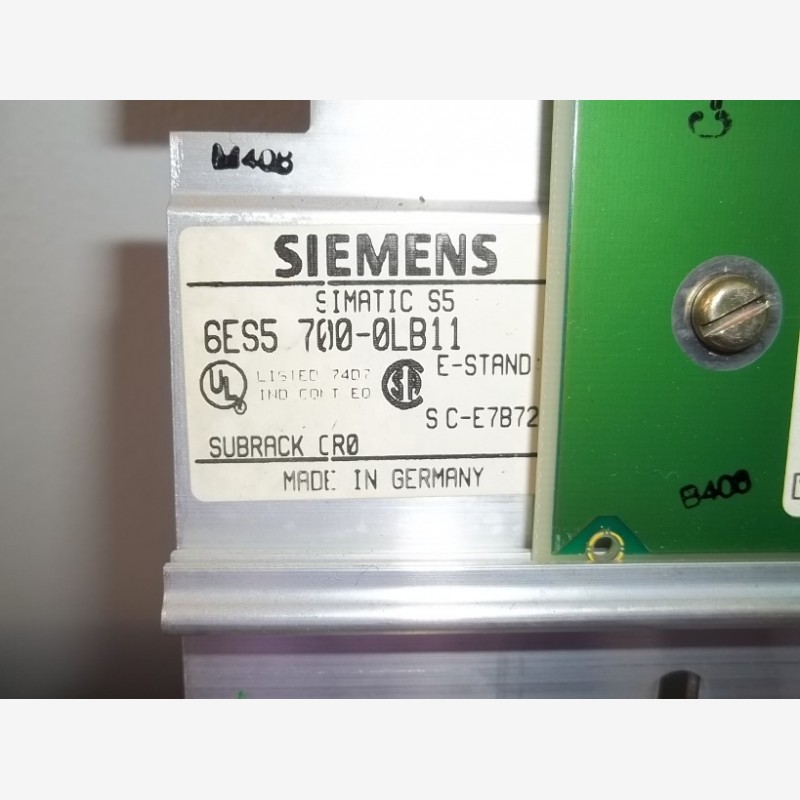 M408
SIEMENS
SIMATIC S5
6ES5 700-0LB11
UL LISTED 74D7
IND CONT EQ
E-STAND
S C-E7B72
SUBRACK CR0
MADE IN GERMANY
B408